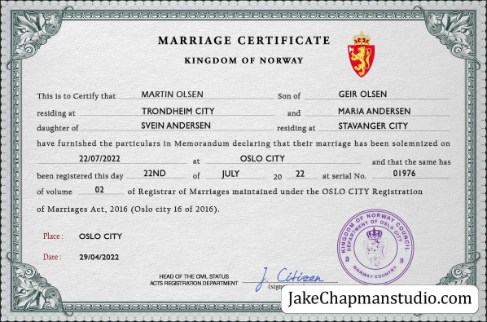 MARRIAGE CERTIFICATE
KINGDOM OF NORWAY
This is to Certify that MARTIN OLSEN Son of GEIR OLSEN
residing at TRONDHEIM CITY and MARIA ANDERSEN
daughter of SVEIN ANDERSEN residing at STAVANGER CITY
have furnished the particulars in Memorandum declaring that their marriage has been solemnized on
22/07/2022 at OSLO CITY and that the same has
been registered this day 22ND of JULY 20 22 at serial No. 01976
of volume 02 of Registrar of Marriages maintained under the OSLO CITY Registration
of Marriages Act, 2016 (Oslo city 16 of 2016).
Place : OSLO CITY
Date : 29/04/2022
HEAD OF THE CIVIL STATUS
ACTS REGISTRATION DEPARTMENT
J. Citizen
KINGDOM OF NORWAY COUNCIL
DEPARTMENT OF OSLO CITY
NORWAY COUNTRY
JakeChapmanstudio.com